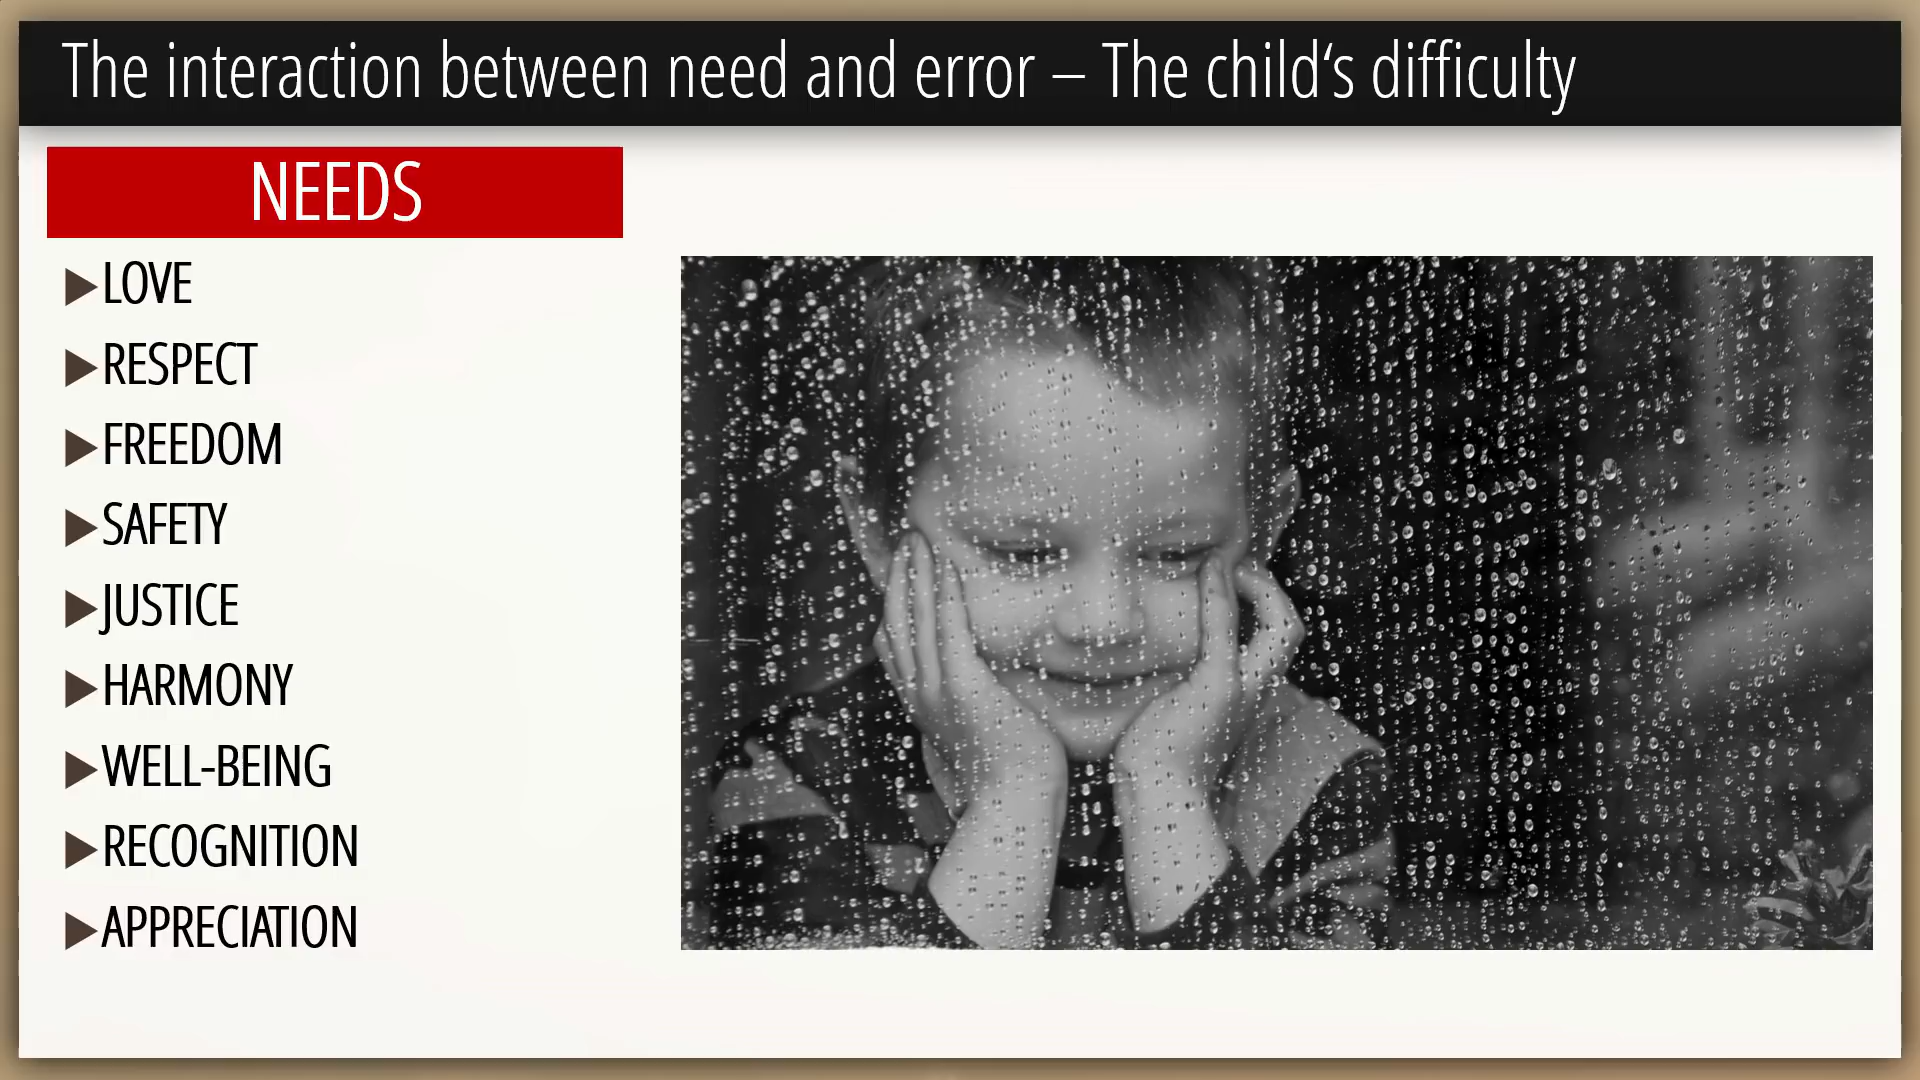 The interaction between need and error – The child‘s difficulty
NEEDS
LOVE
RESPECT
FREEDOM
SAFETY
JUSTICE
HARMONY
WELL-BEING
RECOGNITION
APPRECIATION